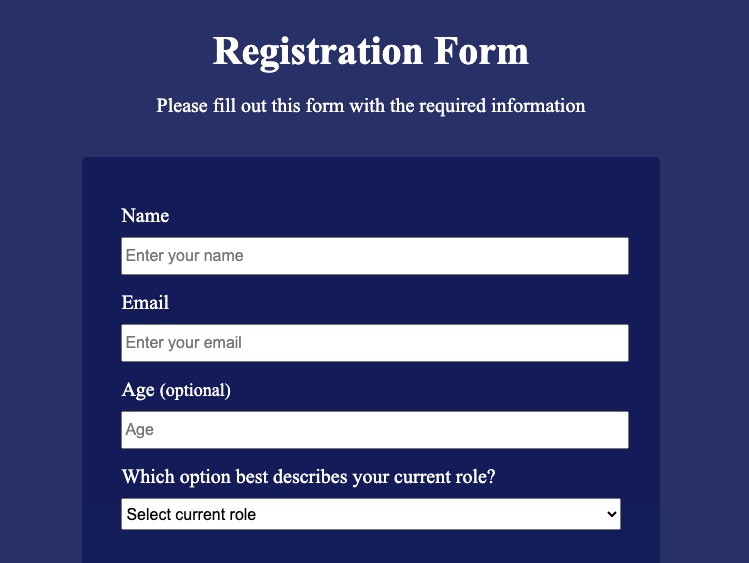 Registration Form
Please fill out this form with the required information
Name
Enter your name
Email
Enter your email
Age (optional)
Age
Which option best describes your current role?
Select current role